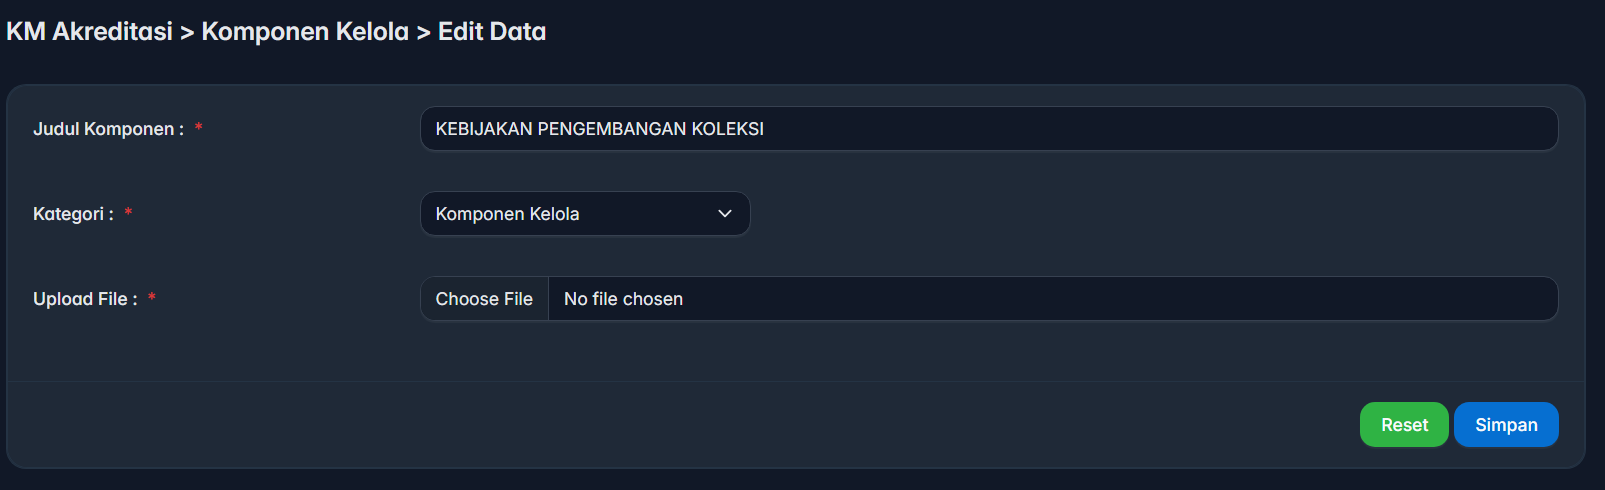 KM Akreditasi > Komponen Kelola > Edit Data
Judul Komponen : *
KEBIJAKAN PENGEMBANGAN KOLEKSI
Kategori : *
Komponen Kelola
Upload File : *
Choose File
No file chosen
Reset
Simpan